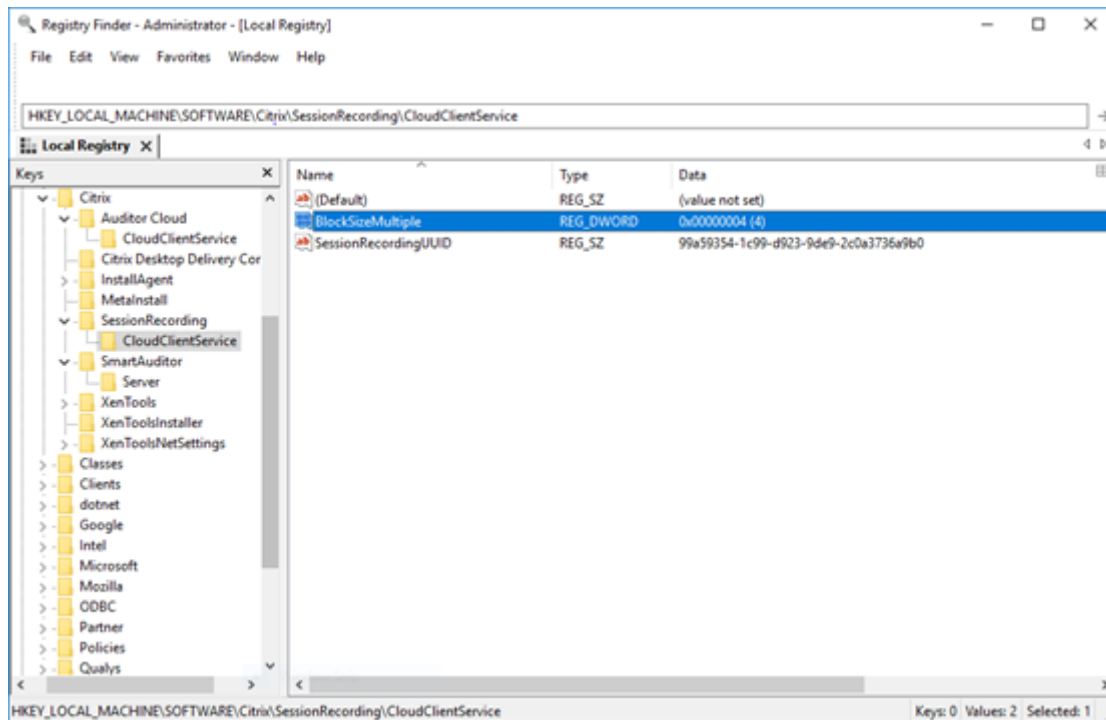 Registry Finder - Administrator - [Local Registry]
File Edit View Favorites Window Help
HKEY_LOCAL_MACHINE\SOFTWARE\Citrix\SessionRecording\CloudClientService
Local Registry
Keys
Name Type Data
Citrix
Auditor Cloud
CloudClientService
Citrix Desktop Delivery Cor
InstallAgent
MetaInstall
SessionRecording
CloudClientService
SmartAuditor
Server
XenTools
XenToolsInstaller
XenToolsNetSettings
Classes
Clients
dotnet
Google
Intel
Microsoft
Mozilla
ODBC
Partner
Policies
Qualys
(Default) REG_SZ (value not set)
BlockSizeMultiple REG_DWORD 0x00000004 (4)
SessionRecordingUUID REG_SZ 99a59354-1c99-d923-9de9-2c0a3736a9b0
HKEY_LOCAL_MACHINE\SOFTWARE\Citrix\SessionRecording\CloudClientService
Keys: 0 Values: 2 Selected: 1